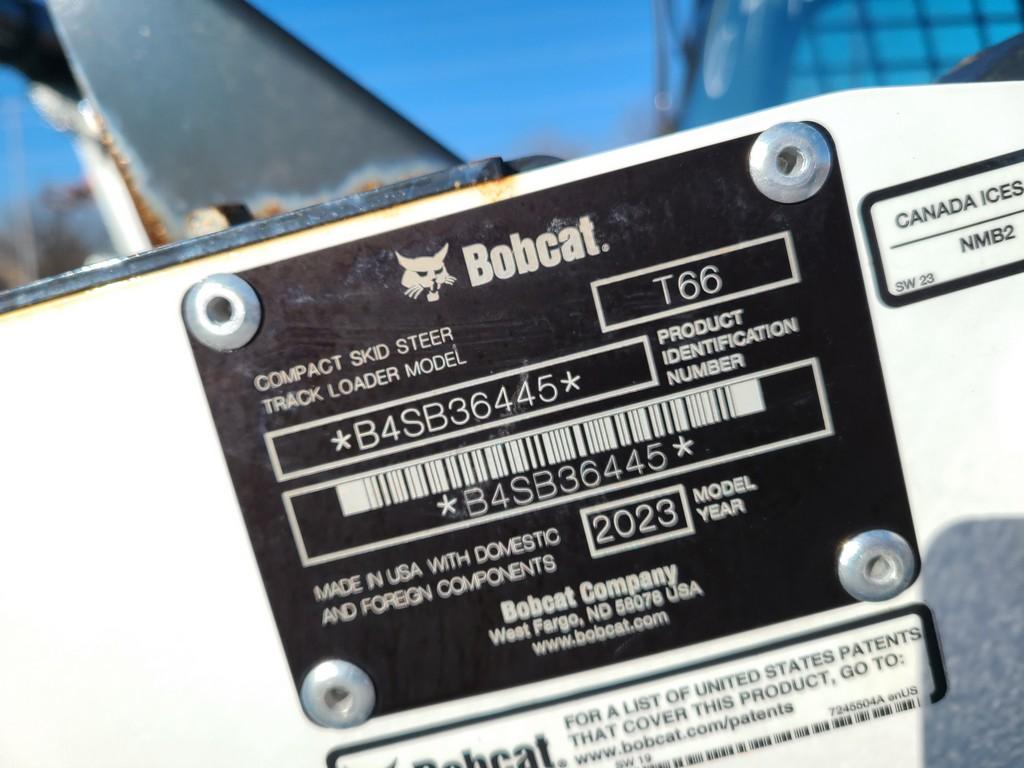 Bobcat.
COMPACT SKID STEER
TRACK LOADER MODEL
T66
*B4SB36445*
PRODUCT
IDENTIFICATION
NUMBER
*B4SB36445*
MADE IN USA WITH DOMESTIC
AND FOREIGN COMPONENTS
2023
MODEL
YEAR
Bobcat Company
West Fargo, ND 58078 USA
www.bobcat.com
CANADA ICES
NMB2
SW 23
Bobcat.
FOR A LIST OF UNITED STATES PATENTS
THAT COVER THIS PRODUCT, GO TO:
www.bobcat.com/patents
7245504A enUS
SW 19